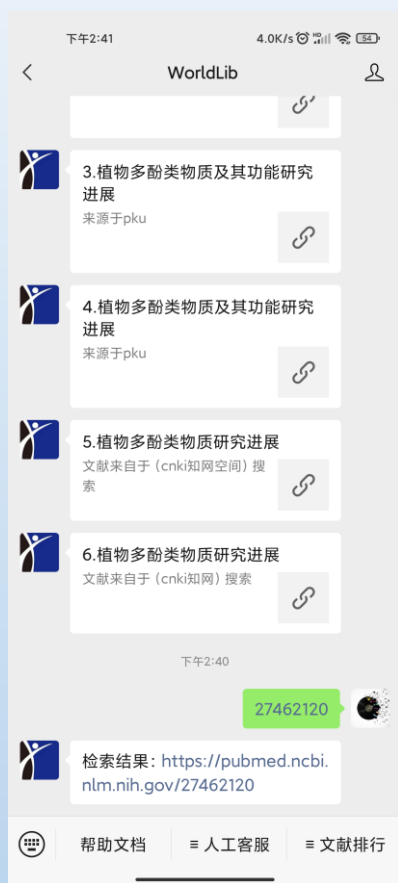 下午2:41
4.0K/s
54
WorldLib
3.植物多酚类物质及其功能研究
进展
来源于pku
4.植物多酚类物质及其功能研究
进展
来源于pku
5.植物多酚类物质研究进展
文献来自于 (cnki知网空间) 搜
索
6.植物多酚类物质研究进展
文献来自于 (cnki知网) 搜索
下午2:40
27462120
检索结果: https://pubmed.ncbi.
nlm.nih.gov/27462120
帮助文档
≡ 人工客服
≡ 文献排行